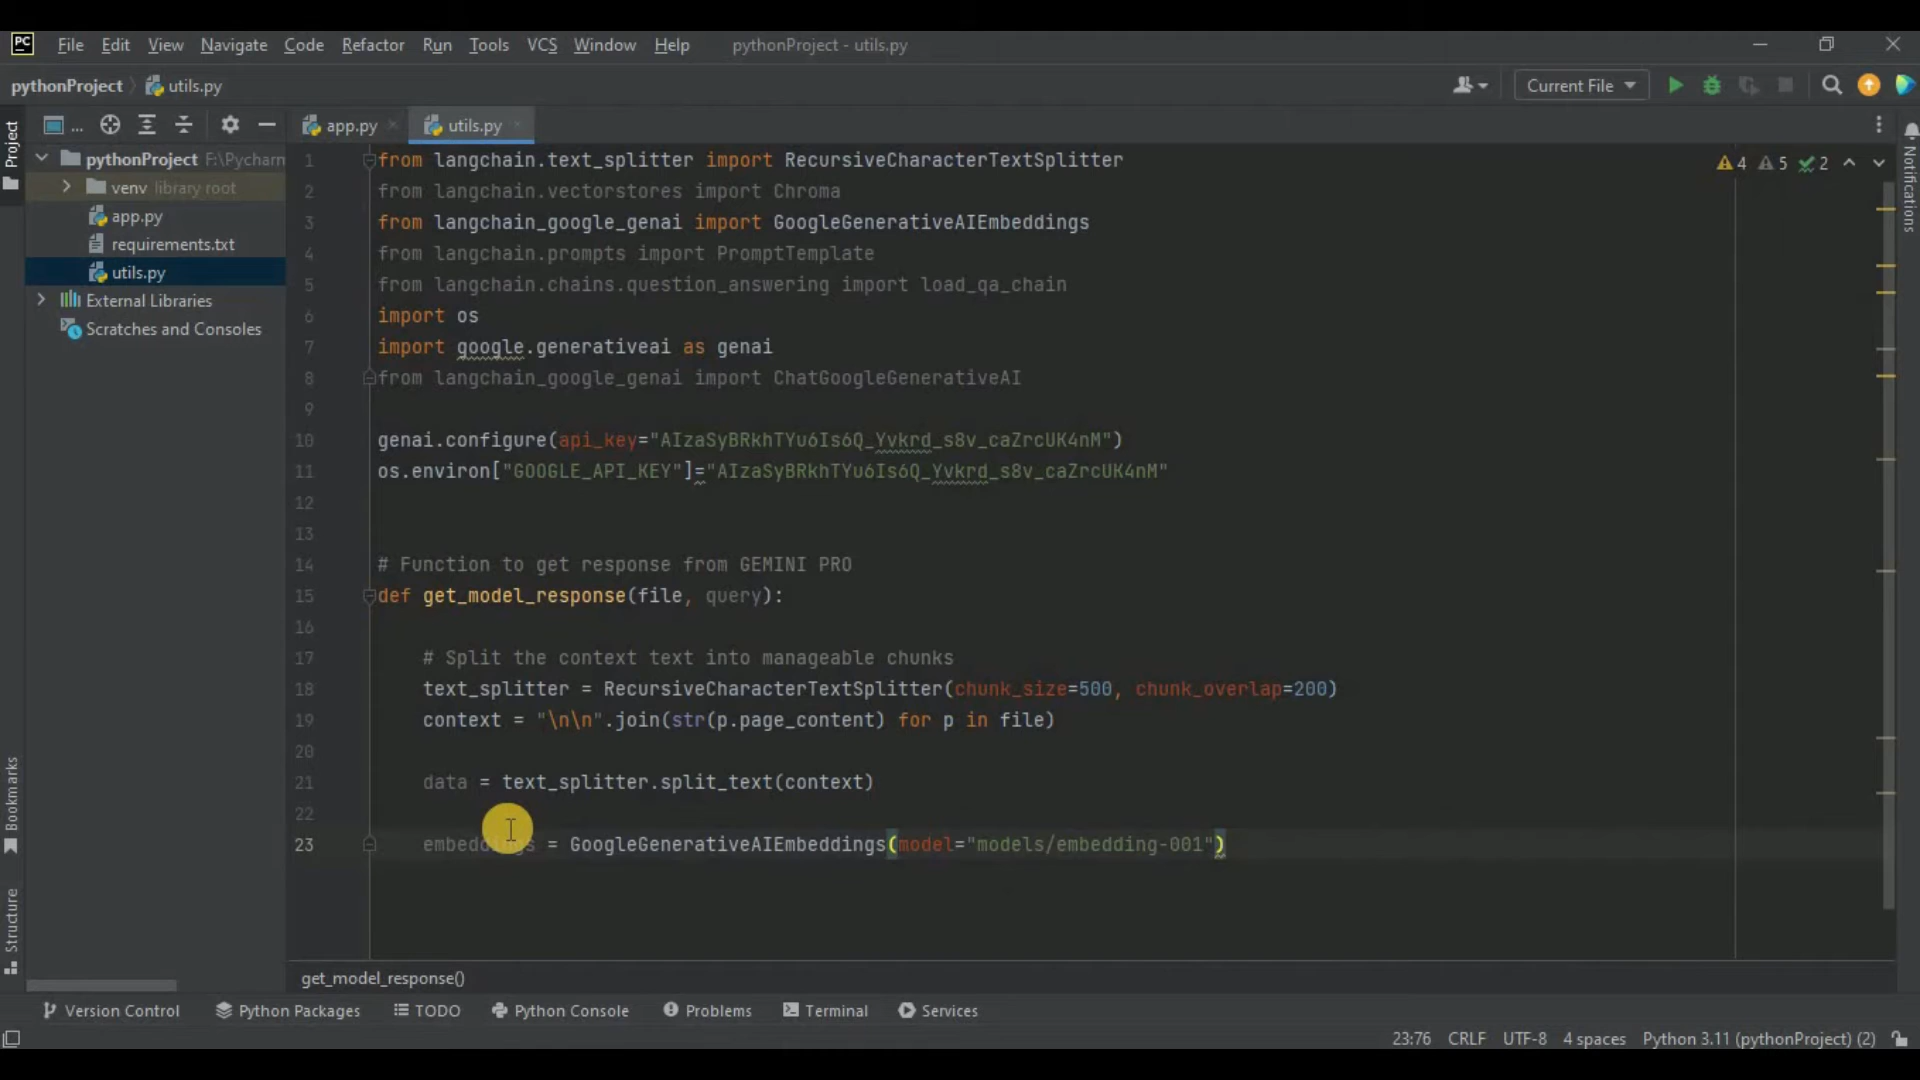 PC File Edit View Navigate Code Refactor Run Tools VCS Window Help pythonProject - utils.py
pythonProject utils.py Current File
... app.py utils.py
Project
pythonProject F:\Pycharm
venv library root
app.py
requirements.txt
utils.py
External Libraries
Scratches and Consoles
4 5 2
Notifications
1 from langchain.text_splitter import RecursiveCharacterTextSplitter
2 from langchain.vectorstores import Chroma
3 from langchain_google_genai import GoogleGenerativeAIEmbeddings
4 from langchain.prompts import PromptTemplate
5 from langchain.chains.question_answering import load_qa_chain
6 import os
7 import google.generativeai as genai
8 from langchain_google_genai import ChatGoogleGenerativeAI
9
10 genai.configure(api_key="AIzaSyBRkhTYu6Is6Q_Yvkrd_s8v_caZrcUK4nM")
11 os.environ["GOOGLE_API_KEY"]="AIzaSyBRkhTYu6Is6Q_Yvkrd_s8v_caZrcUK4nM"
12
13
14 # Function to get response from GEMINI PRO
15 def get_model_response(file, query):
16
17 # Split the context text into manageable chunks
18 text_splitter = RecursiveCharacterTextSplitter(chunk_size=500, chunk_overlap=200)
19 context = "\n\n".join(str(p.page_content) for p in file)
20
21 data = text_splitter.split_text(context)
22
23 embeddings = GoogleGenerativeAIEmbeddings(model="models/embedding-001")
Bookmarks
Structure
get_model_response()
Version Control Python Packages TODO Python Console Problems Terminal Services
23:76 CRLF UTF-8 4 spaces Python 3.11 (pythonProject) (2)